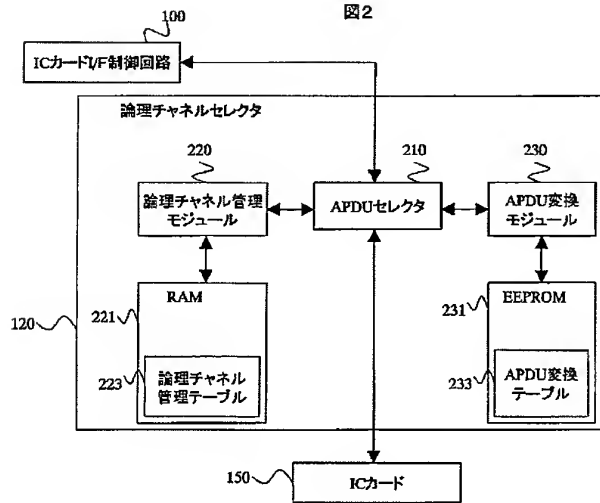 図2
100
ICカードI/F制御回路
論理チャネルセレクタ
220
210
230
論理チャネル管理
モジュール
APDUセレクタ
APDU変換
モジュール
RAM
EEPROM
120
221
231
223
論理チャネル
管理テーブル
233
APDU変換
テーブル
150
ICカード